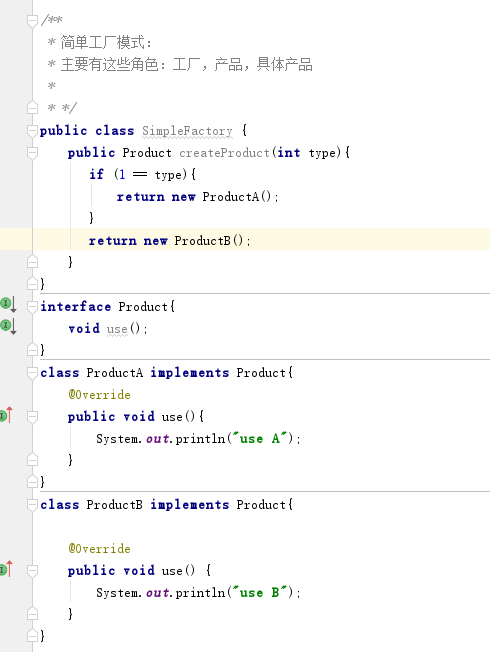 /**
 * 简单工厂模式：
 * 主要有这些角色：工厂，产品，具体产品
 *
 * */
public class SimpleFactory {
    public Product createProduct(int type){
        if (1 == type){
            return new ProductA();
        }
        return new ProductB();
    }
}
interface Product{
    void use();
}
class ProductA implements Product{
    @Override
    public void use(){
        System.out.println("use A");
    }
}
class ProductB implements Product{

    @Override
    public void use() {
        System.out.println("use B");
    }
}